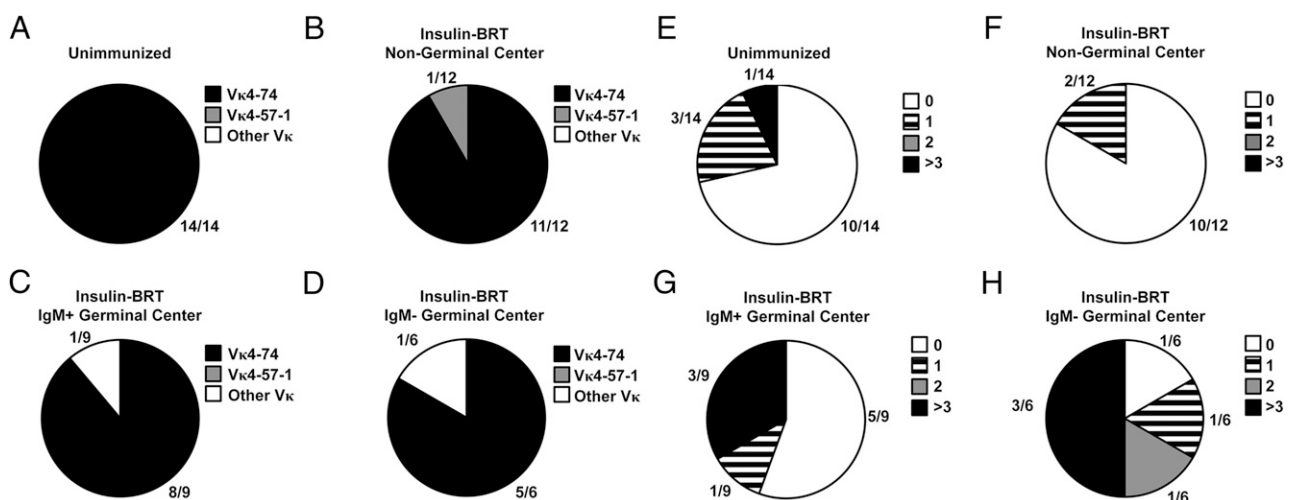 A
Unimmunized
Vκ4-74
Vκ4-57-1
Other Vκ
14/14
B
Insulin-BRT
Non-Germinal Center
1/12
Vκ4-74
Vκ4-57-1
Other Vκ
11/12
E
Unimmunized
1/14
3/14
0
1
2
>3
10/14
F
Insulin-BRT
Non-Germinal Center
2/12
0
1
2
>3
10/12
C
Insulin-BRT
IgM+ Germinal Center
1/9
Vκ4-74
Vκ4-57-1
Other Vκ
8/9
D
Insulin-BRT
IgM- Germinal Center
1/6
Vκ4-74
Vκ4-57-1
Other Vκ
5/6
G
Insulin-BRT
IgM+ Germinal Center
3/9
0
1
2
>3
5/9
1/9
H
Insulin-BRT
IgM- Germinal Center
1/6
0
1
2
>3
3/6
1/6
1/6